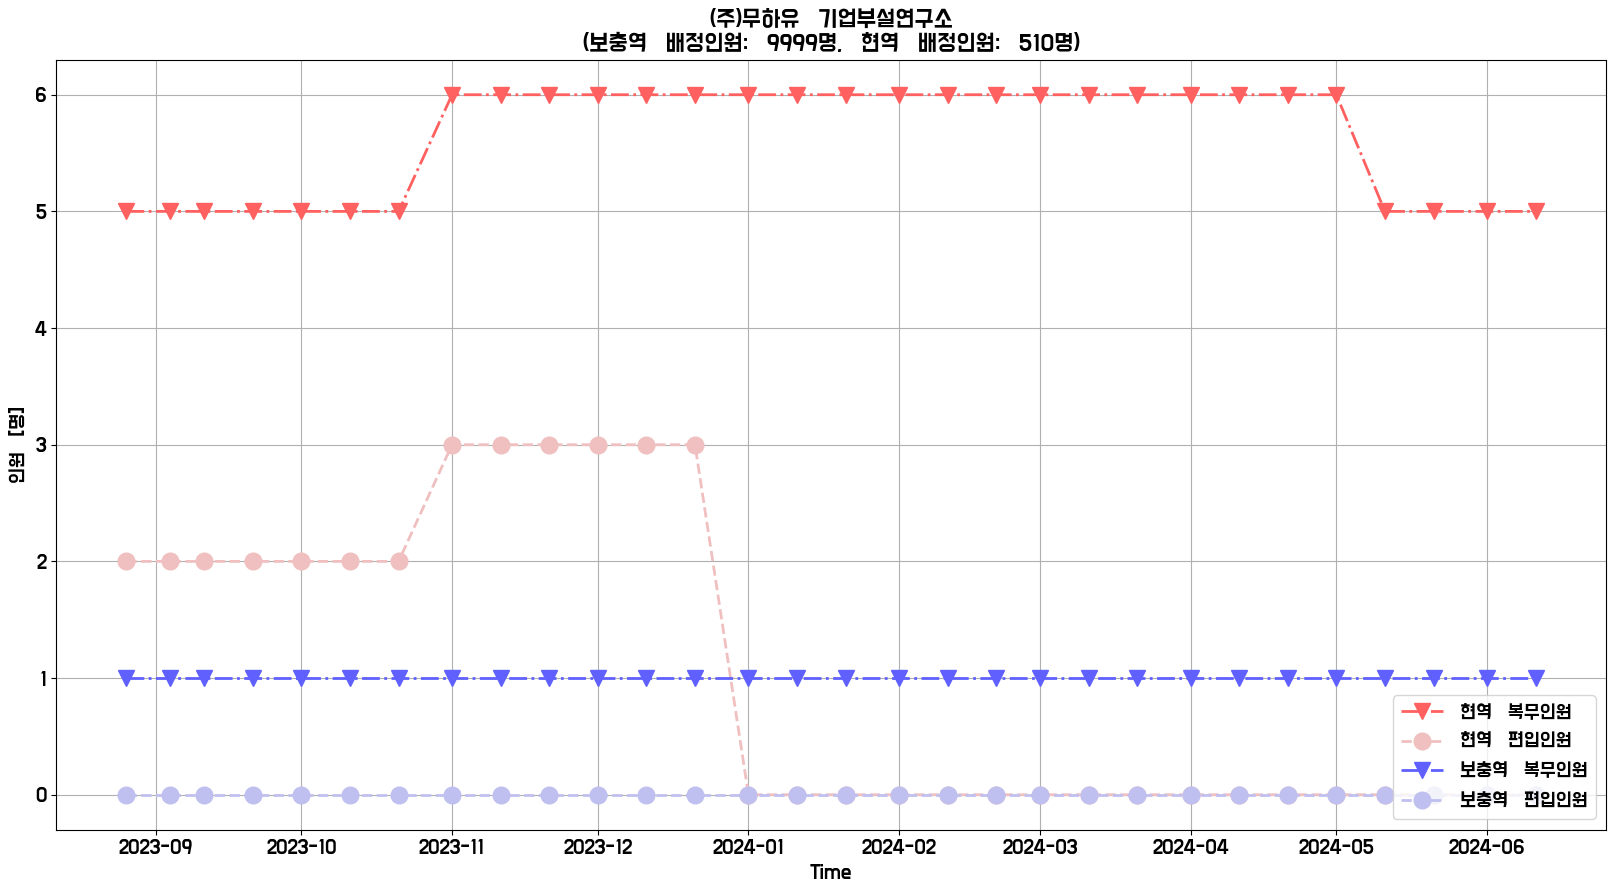 (주)무하유 기업부설연구소
(보충역 배정인원: 9999명, 현역 배정인원: 510명)
인원 [명]
6
5
4
3
2
1
0
현역 복무인원
현역 편입인원
보충역 복무인원
보충역 편입인원
2023-09 2023-10 2023-11 2023-12 2024-01 2024-02 2024-03 2024-04 2024-05 2024-06
Time